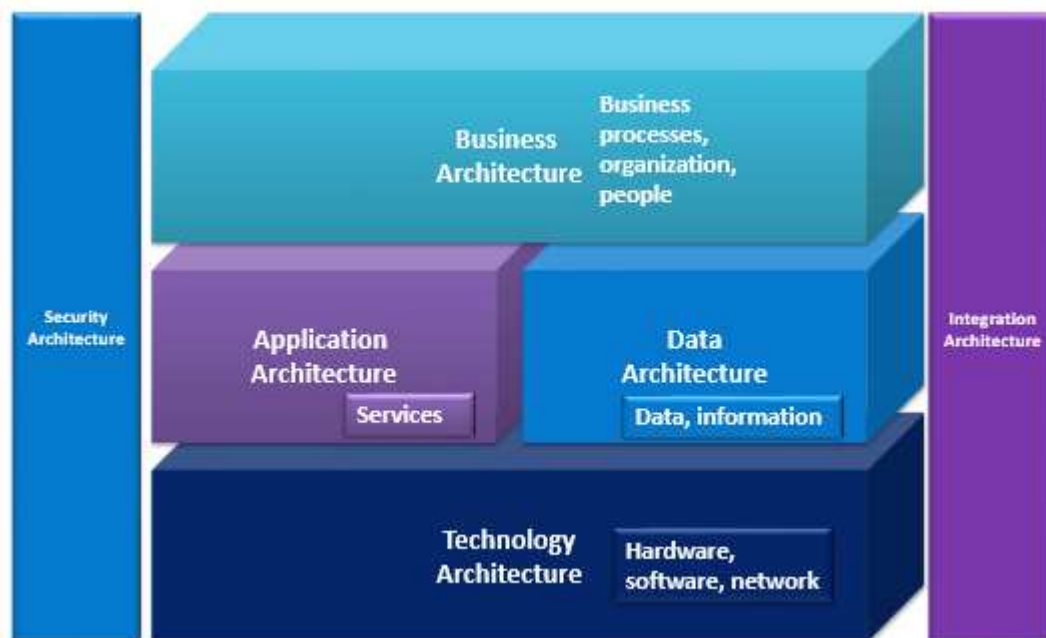 Business
Architecture
Business
processes,
organization,
people
Security
Architecture
Application
Architecture
Services
Data
Architecture
Data, information
Integration
Architecture
Technology
Architecture
Hardware,
software, network